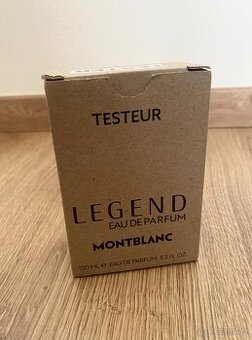 TESTEUR
LEGEND
EAU DE PARFUM
MONTBLANC
100 ML ℮ EAU DE PARFUM 3.3 FL. OZ.